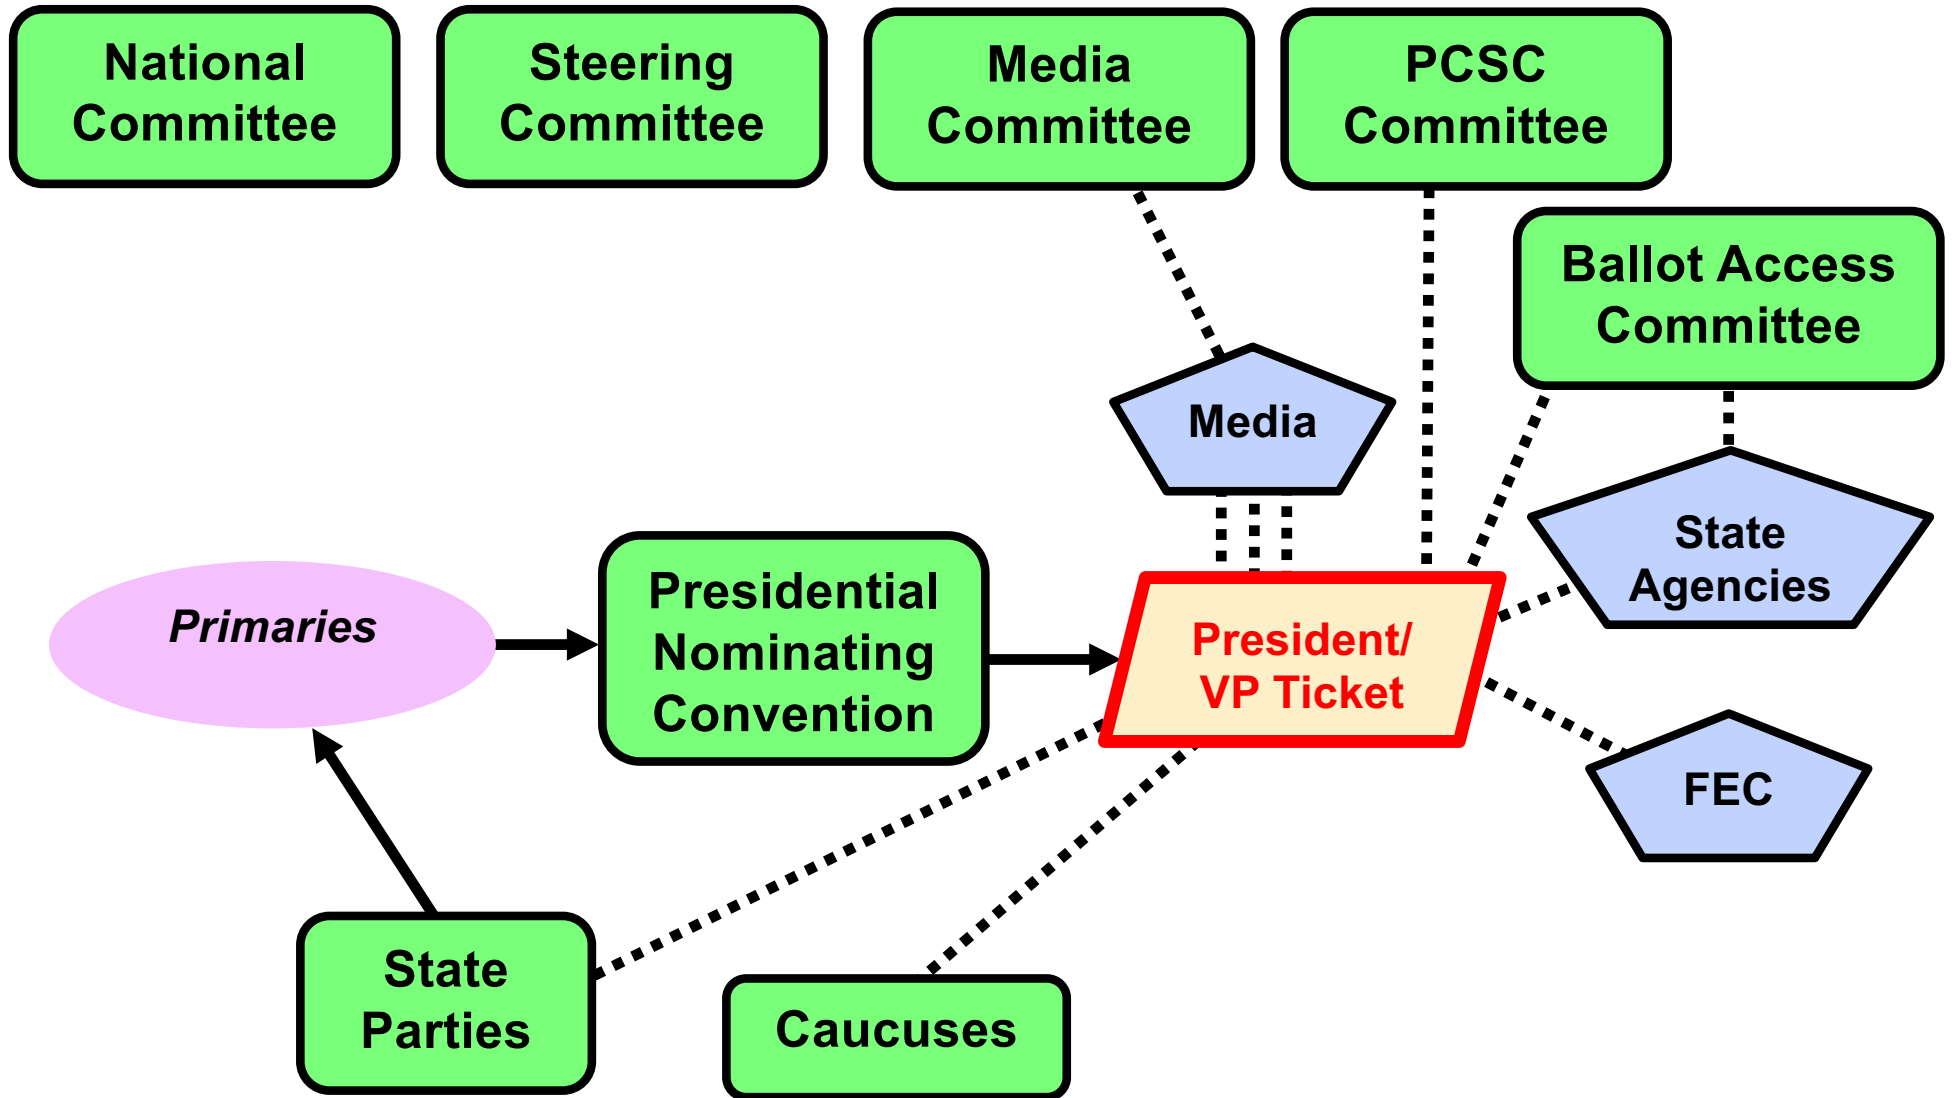 National
Committee
Steering
Committee
Media
Committee
PCSC
Committee
Ballot Access
Committee
Media
State
Agencies
Primaries
Presidential
Nominating
Convention
President/
VP Ticket
FEC
State
Parties
Caucuses